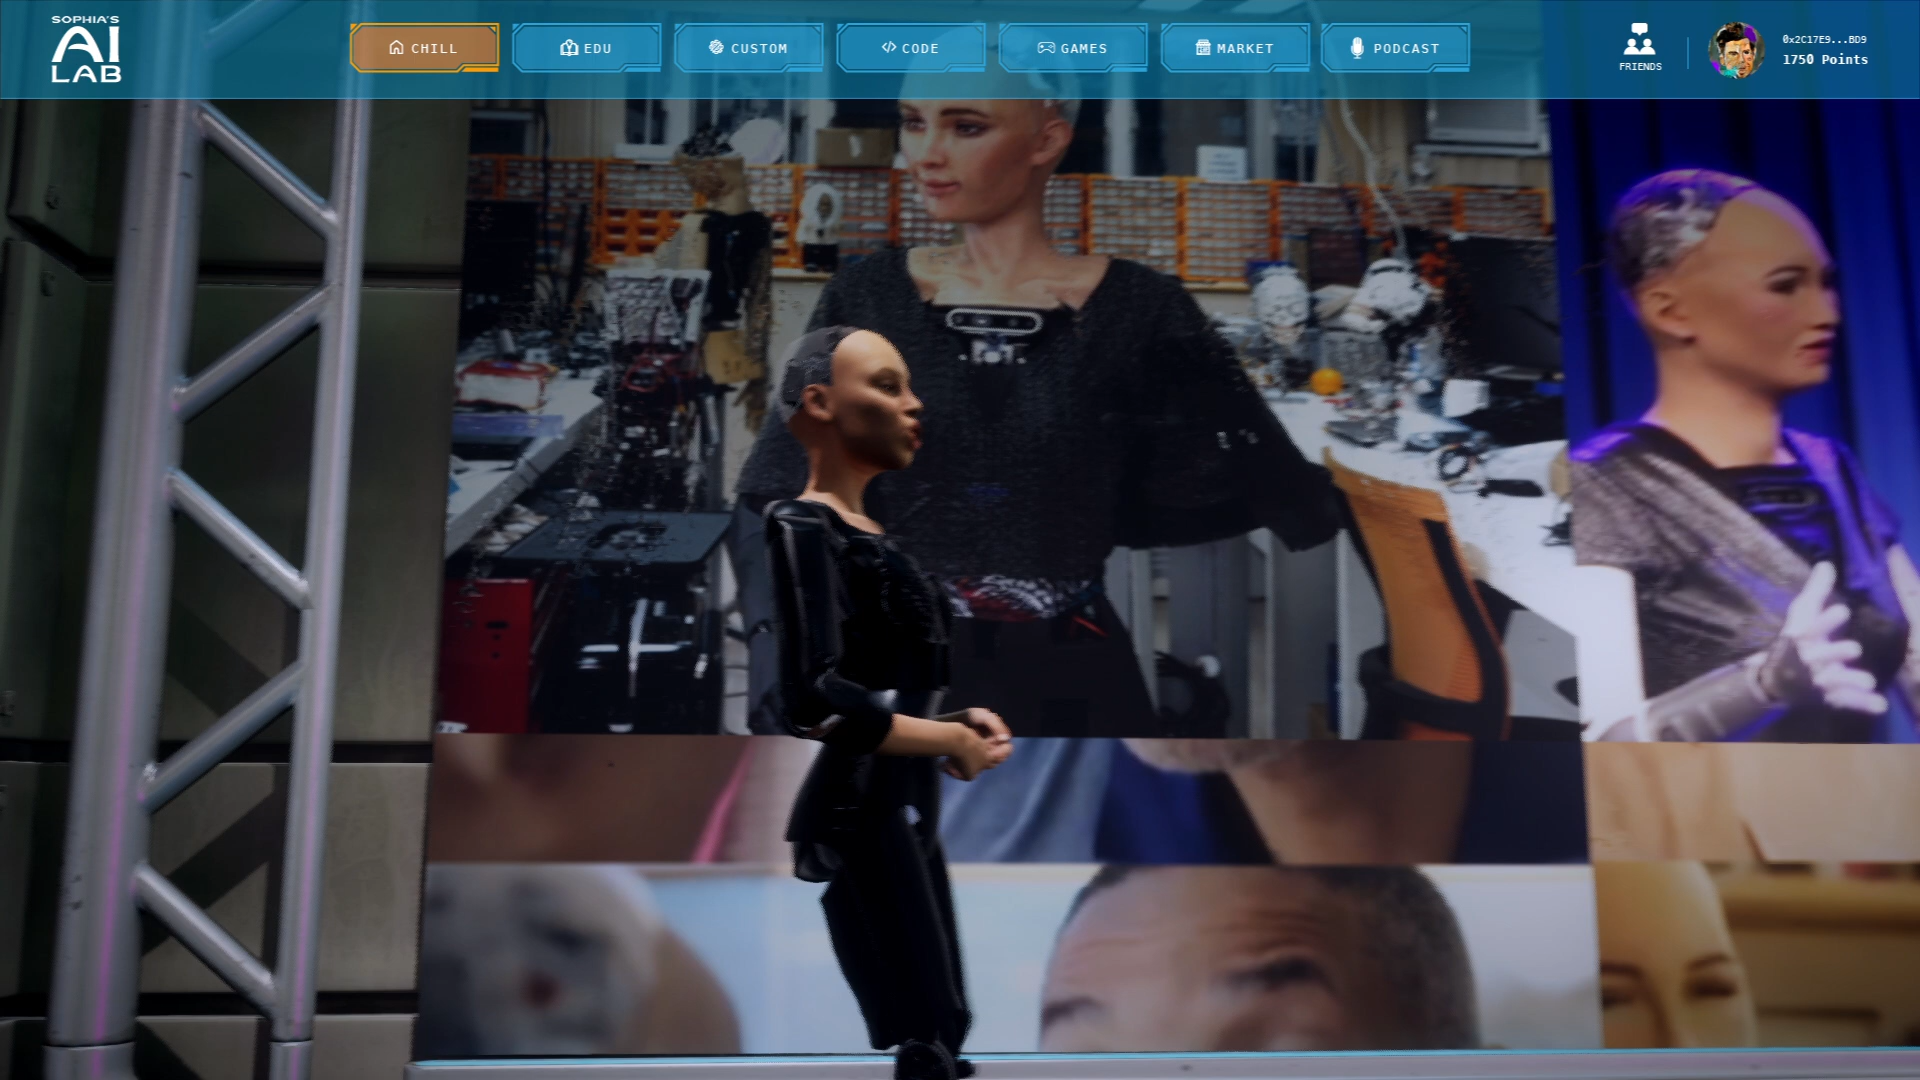 SOPHIA'S
AI
LAB
CHILL
EDU
CUSTOM
CODE
GAMES
MARKET
PODCAST
FRIENDS
0x2C17E9...BD9
1750 Points